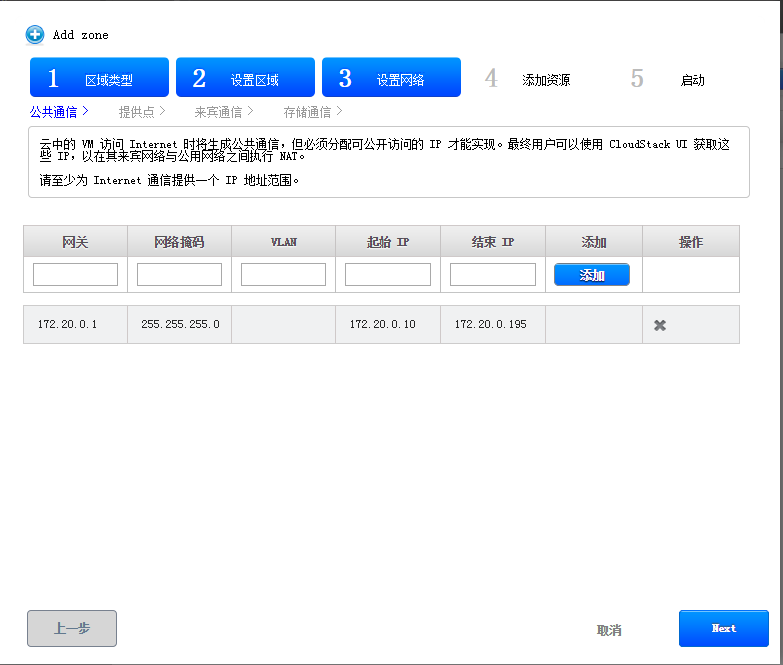 Add zone
1 区域类型 2 设置区域 3 设置网络 4 添加资源 5 启动
公共通信 > 提供点 > 来宾通信 > 存储通信 >
云中的 VM 访问 Internet 时将生成公共通信，但必须分配可公开访问的 IP 才能实现。最终用户可以使用 CloudStack UI 获取这
些 IP，以在其来宾网络与公用网络之间执行 NAT。
请至少为 Internet 通信提供一个 IP 地址范围。
网关 网络掩码 VLAN 起始 IP 结束 IP 添加 操作
添加
172.20.0.1 255.255.255.0 172.20.0.10 172.20.0.195
上一步 取消 Next